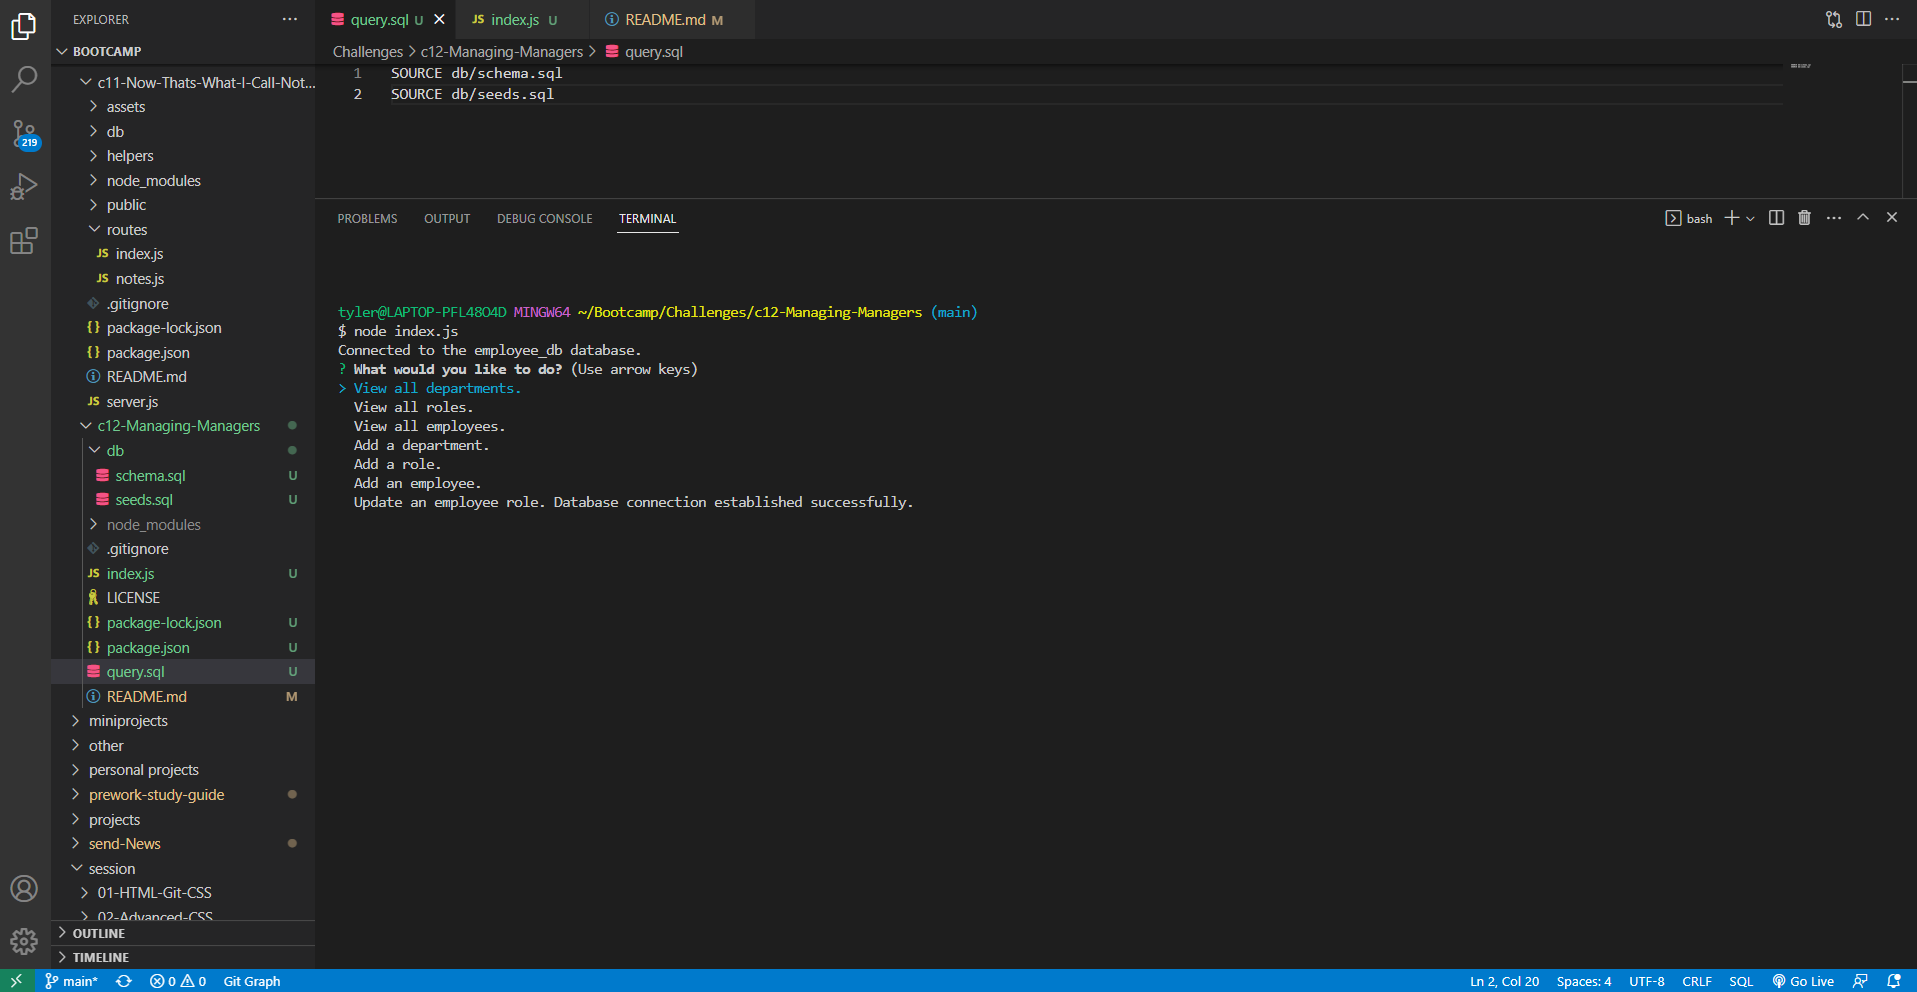 EXPLORER
BOOTCAMP
c11-Now-Thats-What-I-Call-Not...
assets
db
helpers
node_modules
public
routes
JS index.js
JS notes.js
.gitignore
{} package-lock.json
{} package.json
README.md
JS server.js
c12-Managing-Managers
db
schema.sql U
seeds.sql U
node_modules
.gitignore
JS index.js U
LICENSE
{} package-lock.json U
{} package.json U
query.sql U
README.md M
miniprojects
other
personal projects
prework-study-guide
projects
send-News
session
01-HTML-Git-CSS
02-Advanced-CSS
OUTLINE
TIMELINE
219
query.sql U
JS index.js U
README.md M
Challenges > c12-Managing-Managers > query.sql
1 SOURCE db/schema.sql
2 SOURCE db/seeds.sql
PROBLEMS OUTPUT DEBUG CONSOLE TERMINAL
bash
tyler@LAPTOP-PFL48O4D MINGW64 ~/Bootcamp/Challenges/c12-Managing-Managers (main)
$ node index.js
Connected to the employee_db database.
? What would you like to do? (Use arrow keys)
> View all departments.
View all roles.
View all employees.
Add a department.
Add a role.
Add an employee.
Update an employee role. Database connection established successfully.
main* 0 0 Git Graph
Ln 2, Col 20 Spaces: 4 UTF-8 CRLF SQL Go Live